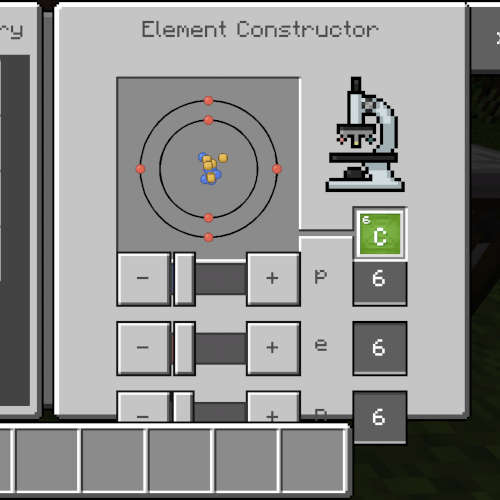 ry
Element Constructor
6
C
- + p 6
- + e 6
- + n 6